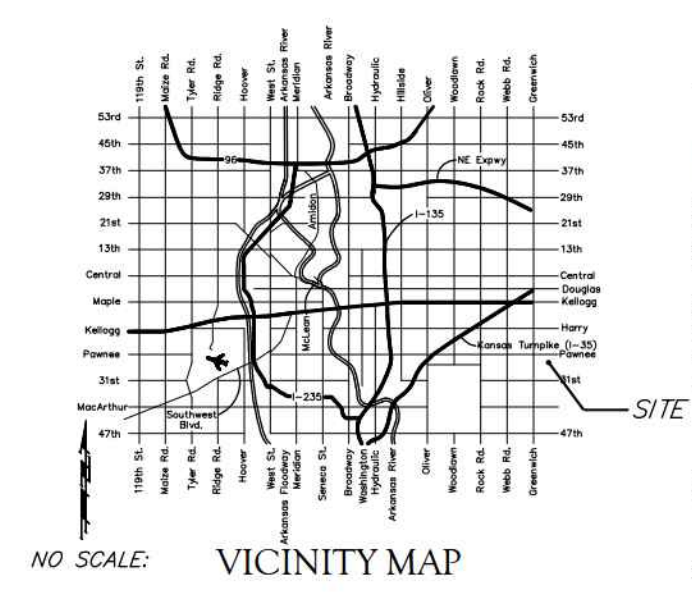 119th St.
Maize Rd.
Tyler Rd.
Ridge Rd.
Hoover
West St.
Arkansas River
Meridian
Arkansas River
Broadway
Hydraulic
Hillside
Oliver
Woodlawn
Rock Rd.
Webb Rd.
Greenwich
53rd
53rd
45th
45th
96
NE Expwy
37th
37th
29th
29th
Amidon
I-135
21st
21st
13th
13th
Central
Central
Douglas
Maple
Kellogg
Kellogg
McLean
Harry
Kansas Turnpike (I-35)
Pawnee
Pawnee
31st
31st
I-235
MacArthur
SITE
Southwest
Blvd.
47th
47th
119th St.
Maize Rd.
Tyler Rd.
Ridge Rd.
Hoover
West St.
Arkansas Floodway
Meridian
Seneca St.
Broadway
Washington
Hydraulic
Arkansas River
Oliver
Woodlawn
Rock Rd.
Webb Rd.
Greenwich
NO SCALE:
VICINITY MAP